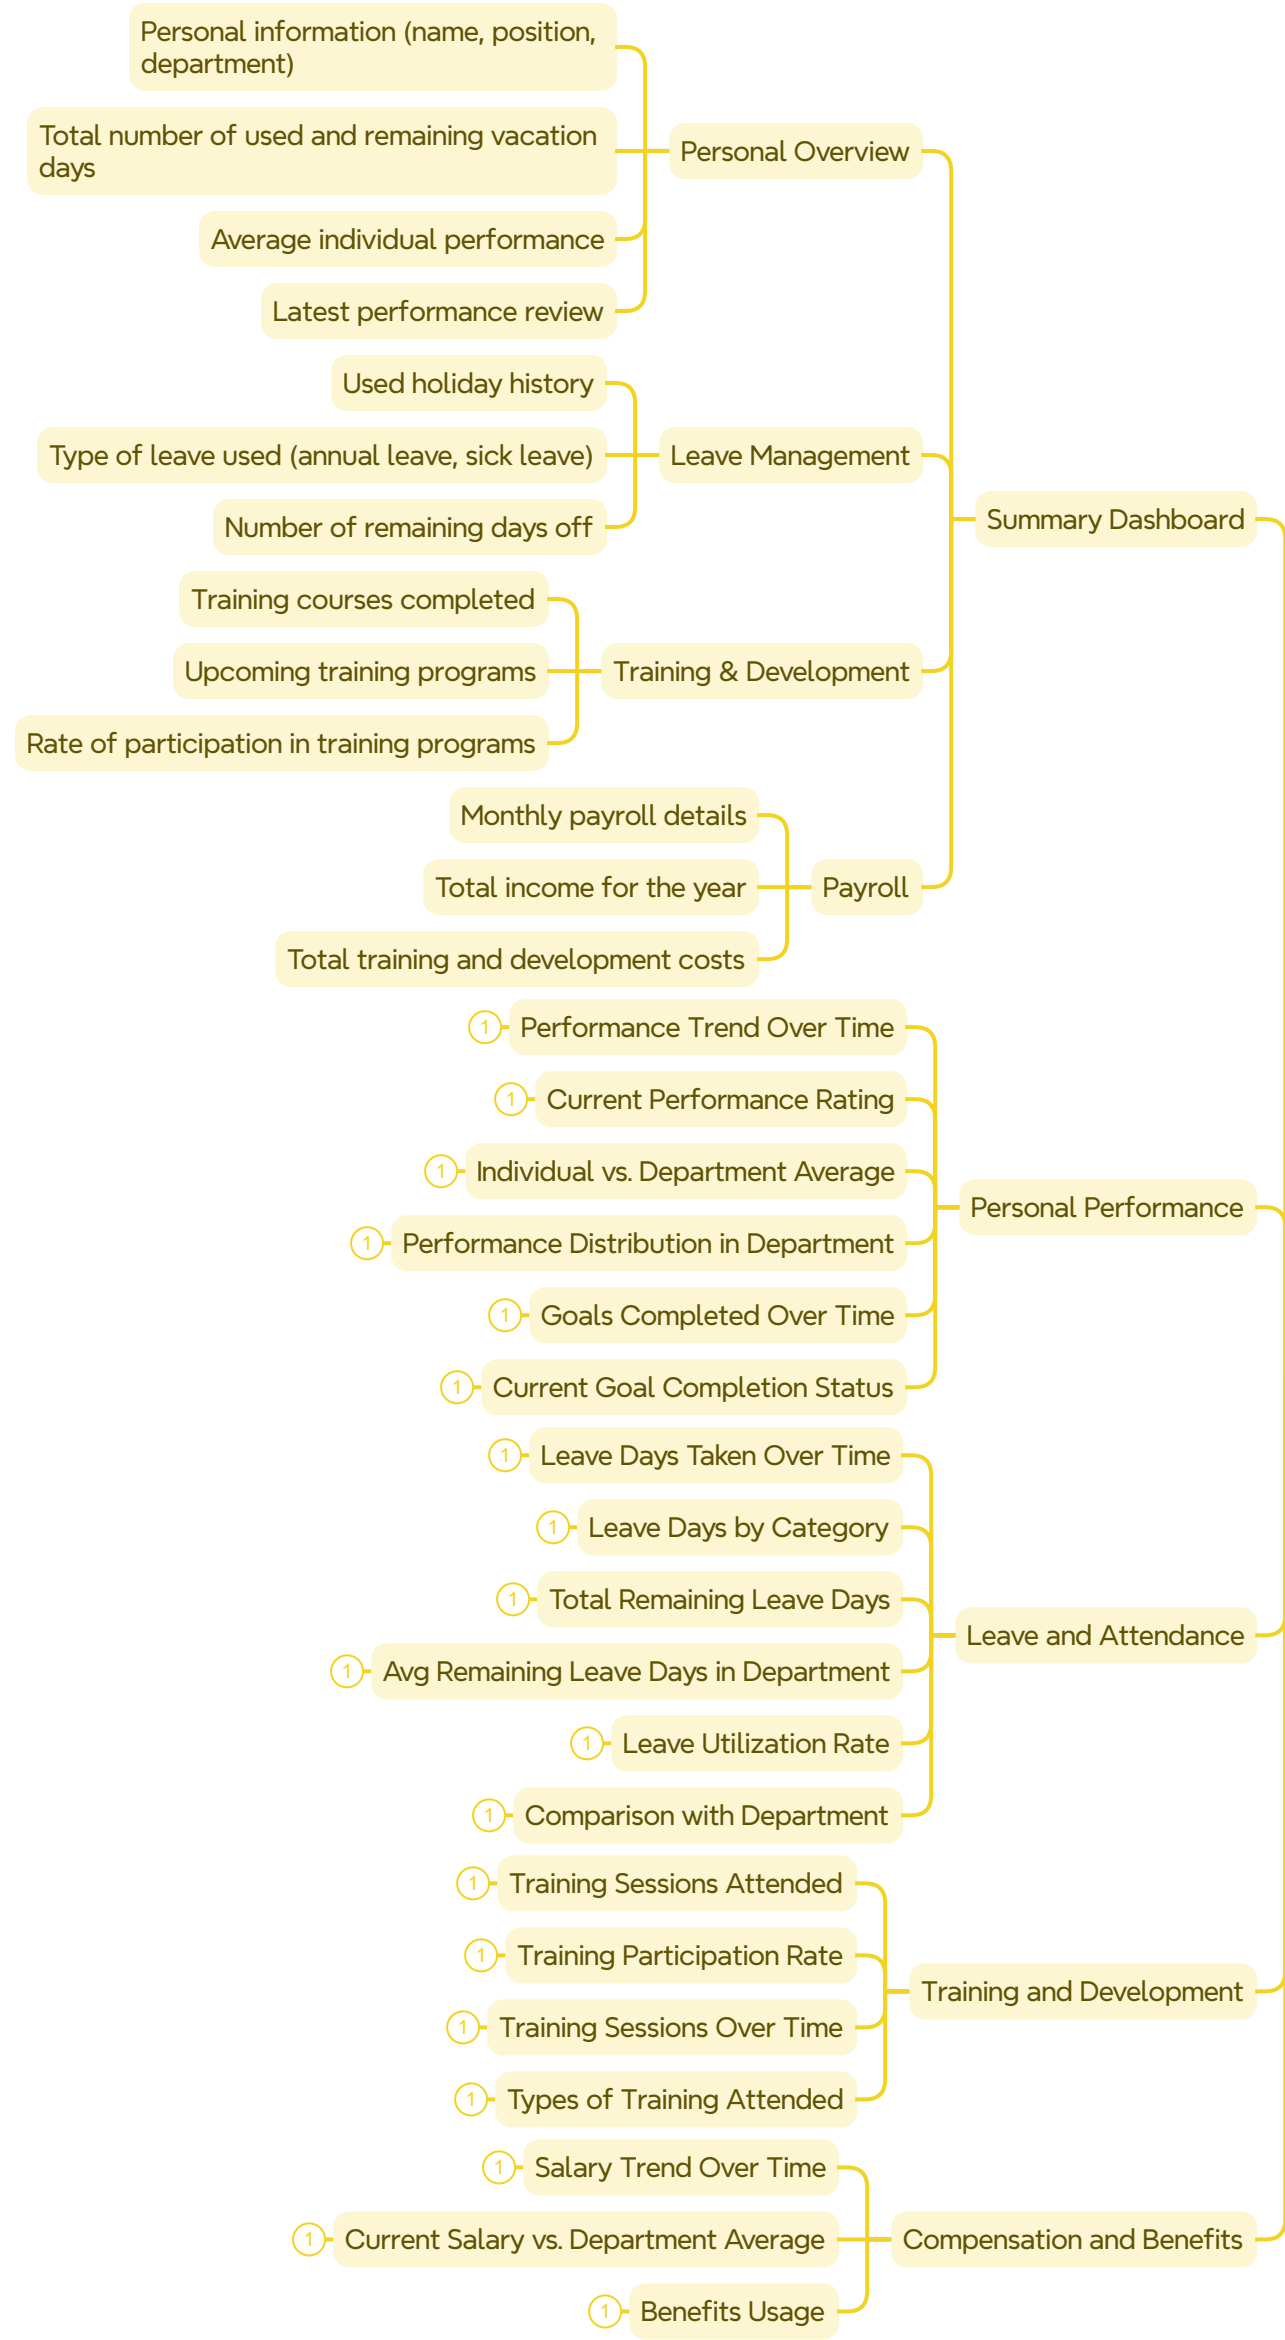 Personal information (name, position,
department)
Total number of used and remaining vacation
days
Personal Overview
Average individual performance
Latest performance review
Used holiday history
Type of leave used (annual leave, sick leave)
Leave Management
Number of remaining days off
Summary Dashboard
Training courses completed
Upcoming training programs
Training & Development
Rate of participation in training programs
Monthly payroll details
Total income for the year
Payroll
Total training and development costs
1 Performance Trend Over Time
1 Current Performance Rating
1 Individual vs. Department Average
Personal Performance
1 Performance Distribution in Department
1 Goals Completed Over Time
1 Current Goal Completion Status
1 Leave Days Taken Over Time
1 Leave Days by Category
1 Total Remaining Leave Days
Leave and Attendance
1 Avg Remaining Leave Days in Department
1 Leave Utilization Rate
1 Comparison with Department
1 Training Sessions Attended
1 Training Participation Rate
Training and Development
1 Training Sessions Over Time
1 Types of Training Attended
1 Salary Trend Over Time
1 Current Salary vs. Department Average
Compensation and Benefits
1 Benefits Usage